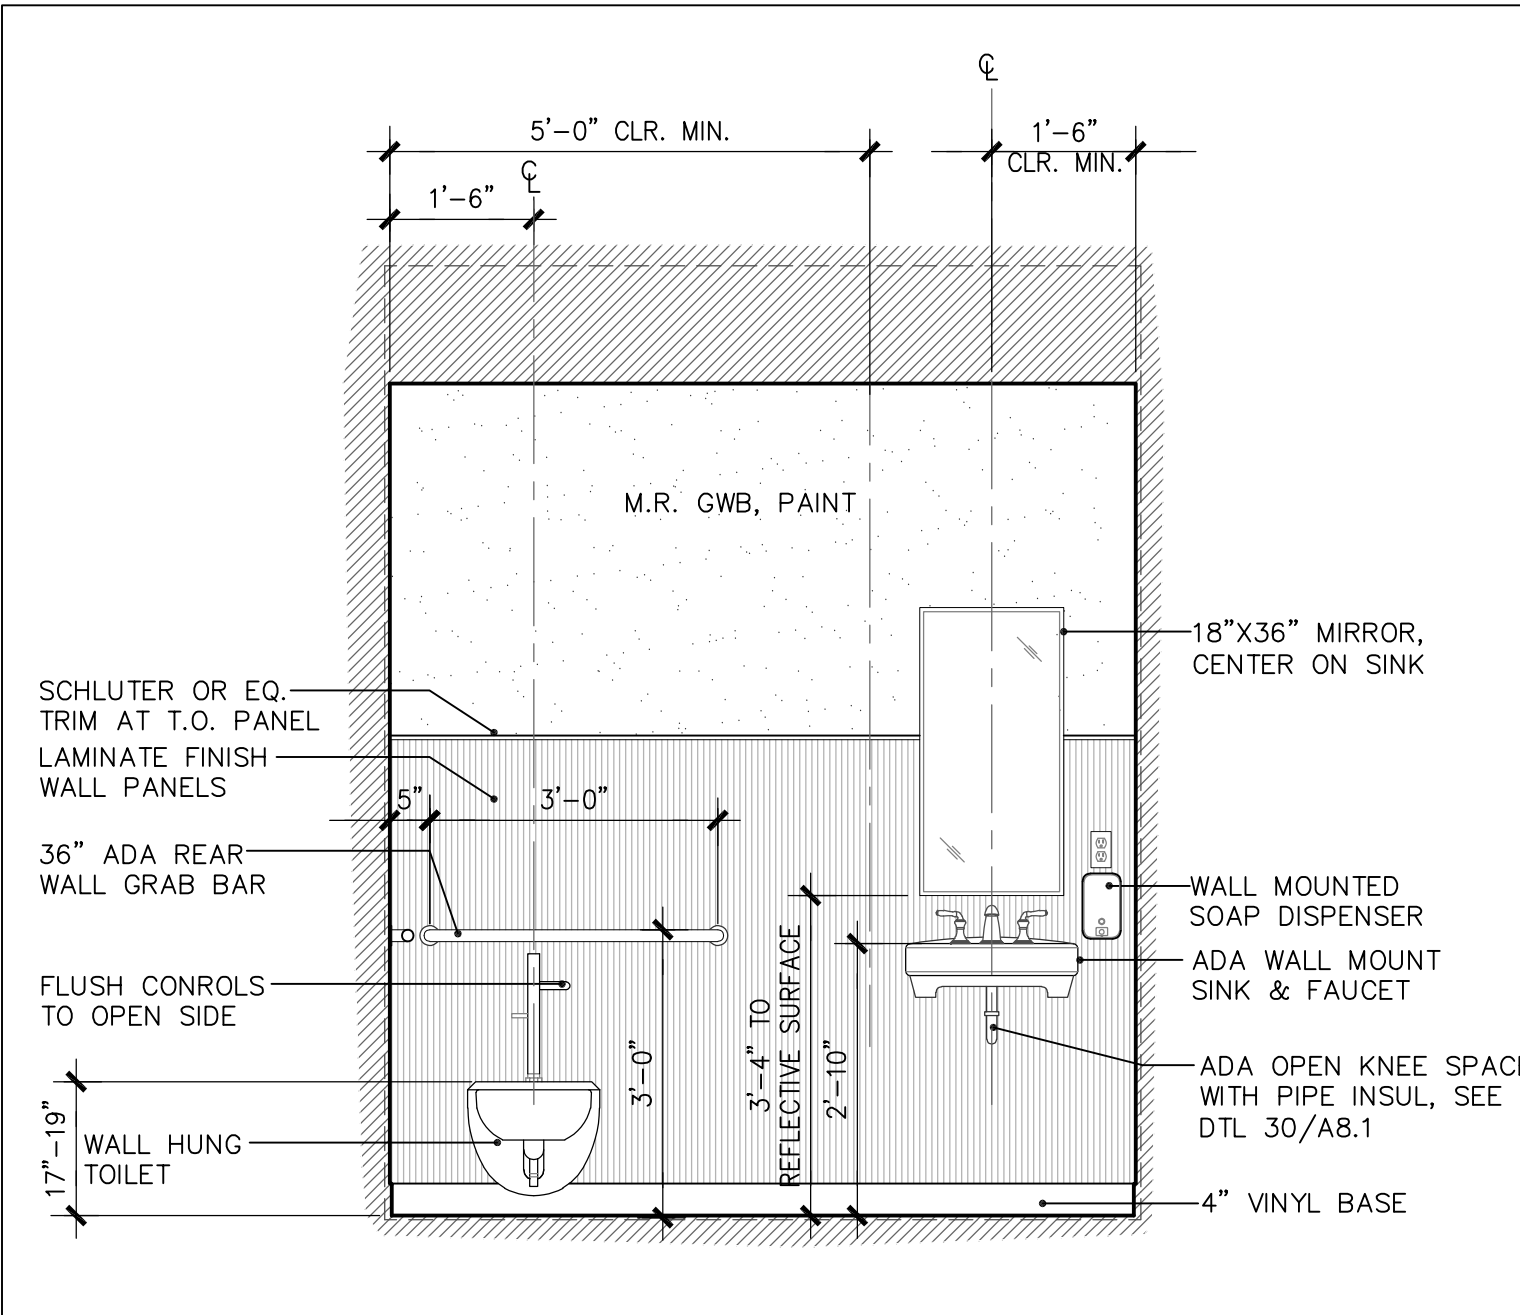 ℄
5'-0" CLR. MIN.
1'-6"
CLR. MIN.
℄
1'-6"
M.R. GWB, PAINT
18"X36" MIRROR,
CENTER ON SINK
SCHLUTER OR EQ.
TRIM AT T.O. PANEL
LAMINATE FINISH
WALL PANELS
5"
3'-0"
36" ADA REAR
WALL GRAB BAR
WALL MOUNTED
SOAP DISPENSER
FLUSH CONROLS
TO OPEN SIDE
ADA WALL MOUNT
SINK & FAUCET
3'-0"
3'-4" TO
REFLECTIVE SURFACE
2'-10"
ADA OPEN KNEE SPAC
WITH PIPE INSUL, SEE
DTL 30/A8.1
17"-19"
WALL HUNG
TOILET
4" VINYL BASE